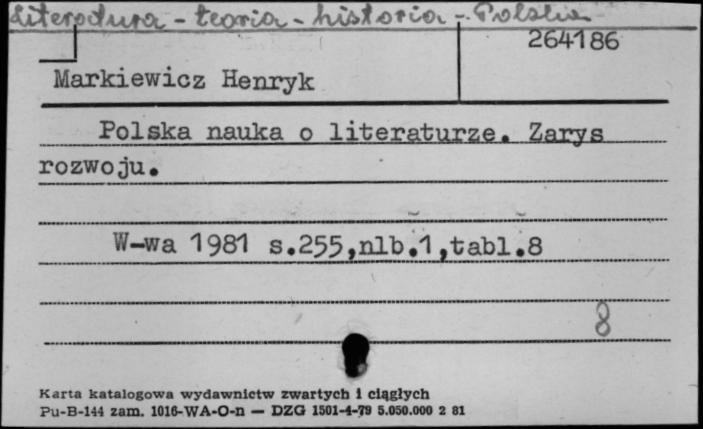 Literatura - teoria - historia - Polska
264186
Markiewicz Henryk
Polska nauka o literaturze. Zarys
rozwoju.
W-wa 1981 s.255,nlb.1,tabl.8
8
Karta katalogowa wydawnictw zwartych i ciągłych
Pu-B-144 zam. 1016-WA-O-n — DZG 1501-4-79 5.050.000 2 81